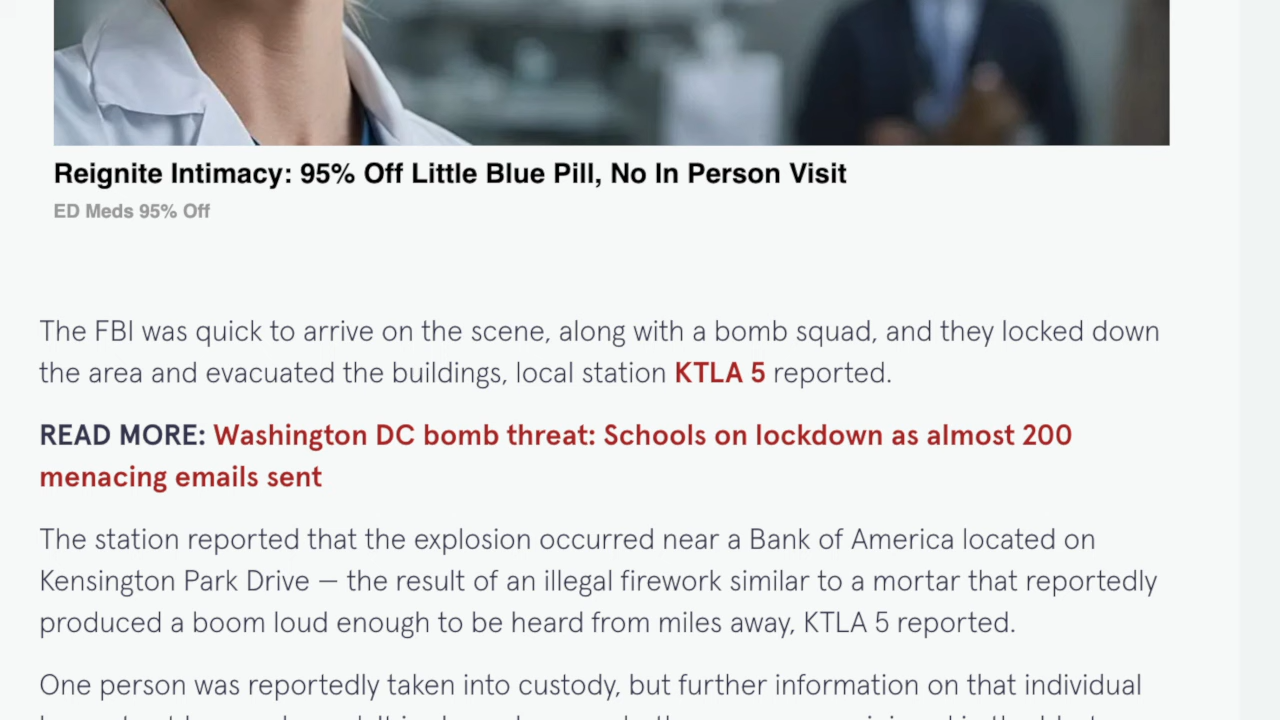 Reignite Intimacy: 95% Off Little Blue Pill, No In Person Visit
ED Meds 95% Off
The FBI was quick to arrive on the scene, along with a bomb squad, and they locked down
the area and evacuated the buildings, local station KTLA 5 reported.
READ MORE: Washington DC bomb threat: Schools on lockdown as almost 200
menacing emails sent
The station reported that the explosion occurred near a Bank of America located on
Kensington Park Drive — the result of an illegal firework similar to a mortar that reportedly
produced a boom loud enough to be heard from miles away, KTLA 5 reported.
One person was reportedly taken into custody, but further information on that individual